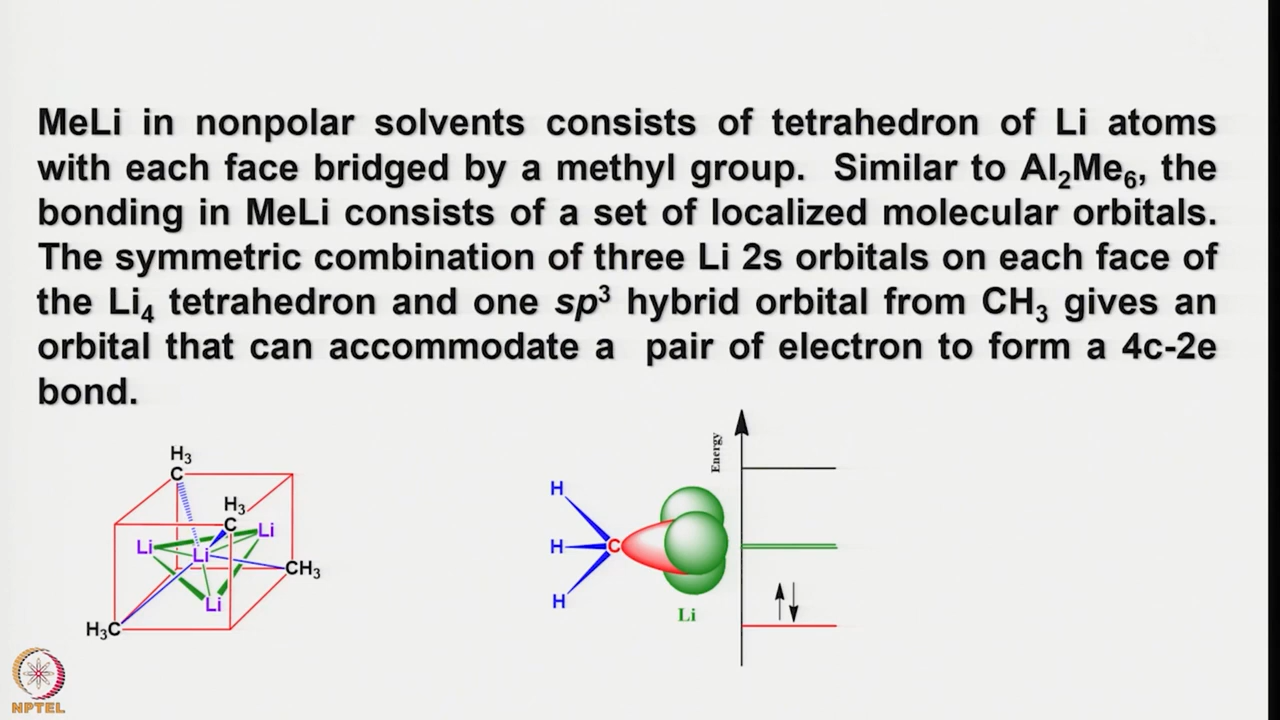 MeLi in nonpolar solvents consists of tetrahedron of Li atoms
with each face bridged by a methyl group. Similar to Al₂Me₆, the
bonding in MeLi consists of a set of localized molecular orbitals.
The symmetric combination of three Li 2s orbitals on each face of
the Li₄ tetrahedron and one sp³ hybrid orbital from CH₃ gives an
orbital that can accommodate a pair of electron to form a 4c-2e
bond.
H₃
C
H₃
C
Li
Li
Li
CH₃
Li
H₃C
Energy
H
H
C
H
Li
NPTEL